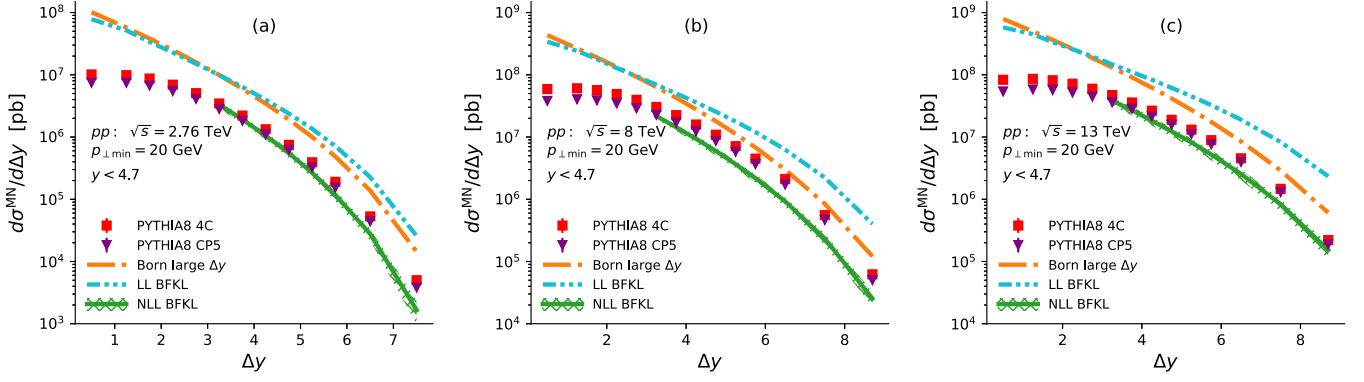 (a)
dσ^MN/dΔy [pb]
10^8
10^7
10^6
10^5
10^4
10^3
pp : √s = 2.76 TeV
p⊥min = 20 GeV
y < 4.7
PYTHIA8 4C
PYTHIA8 CP5
Born large Δy
LL BFKL
NLL BFKL
1 2 3 4 5 6 7
Δy
(b)
dσ^MN/dΔy [pb]
10^9
10^8
10^7
10^6
10^5
10^4
pp : √s = 8 TeV
p⊥min = 20 GeV
y < 4.7
PYTHIA8 4C
PYTHIA8 CP5
Born large Δy
LL BFKL
NLL BFKL
2 4 6 8
Δy
(c)
dσ^MN/dΔy [pb]
10^9
10^8
10^7
10^6
10^5
10^4
pp : √s = 13 TeV
p⊥min = 20 GeV
y < 4.7
PYTHIA8 4C
PYTHIA8 CP5
Born large Δy
LL BFKL
NLL BFKL
2 4 6 8
Δy